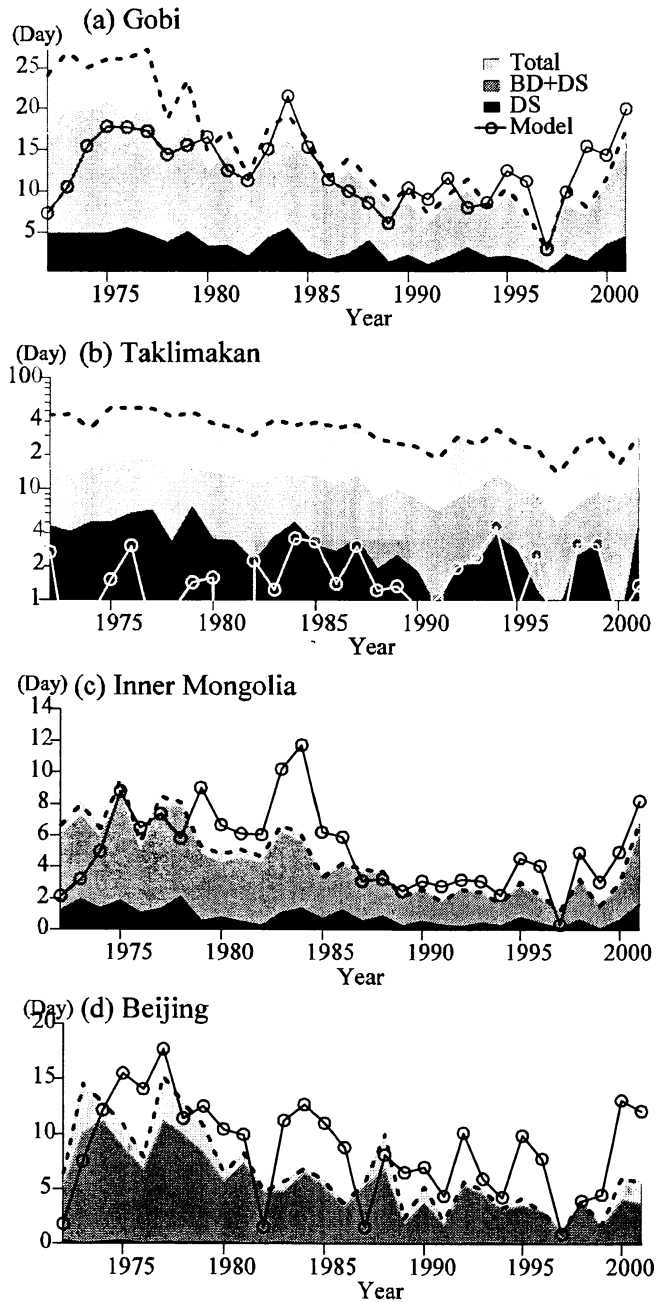 (a) Gobi
(Day)
25
20
15
10
5
Total
BD+DS
DS
Model
1975 1980 1985 1990 1995 2000
Year
(Day) (b) Taklimakan
100
4
2
10
4
2
1
1975 1980 1985 1990 1995 2000
Year
(Day) (c) Inner Mongolia
14
12
10
8
6
4
2
0
1975 1980 1985 1990 1995 2000
Year
(Day) (d) Beijing
20
15
10
5
0
1975 1980 1985 1990 1995 2000
Year